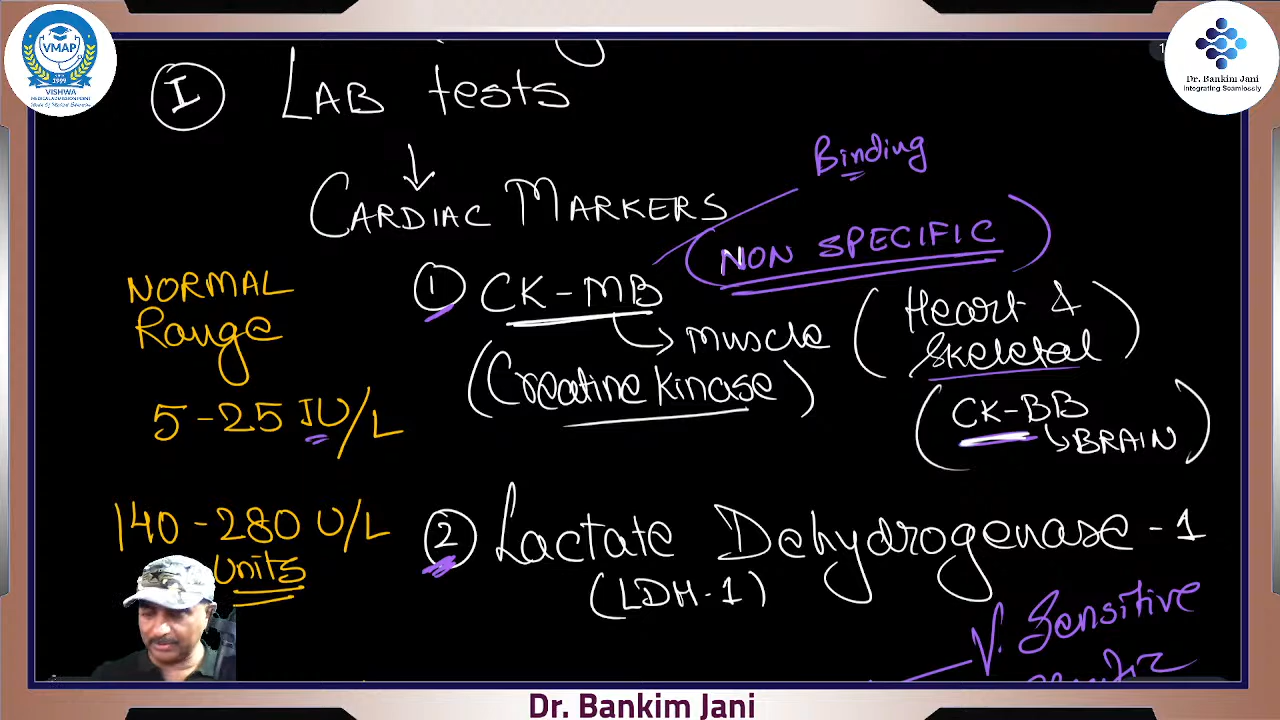 VMAP
1999
VISHWA
Dr. Bankim Jani
Integrating Seamlessly
I LAB tests
Binding
CARDIAC MARKERS
(NON SPECIFIC)
NORMAL
Range
5-25 IU/L
1 CK-MB
muscle
(Heart &
Skeletal)
(Creatine Kinase)
(CK-BB
BRAIN)
140-280 U/L
Units
2 Lactate Dehydrogenase-1
(LDH-1)
V. Sensitive
Dr. Bankim Jani